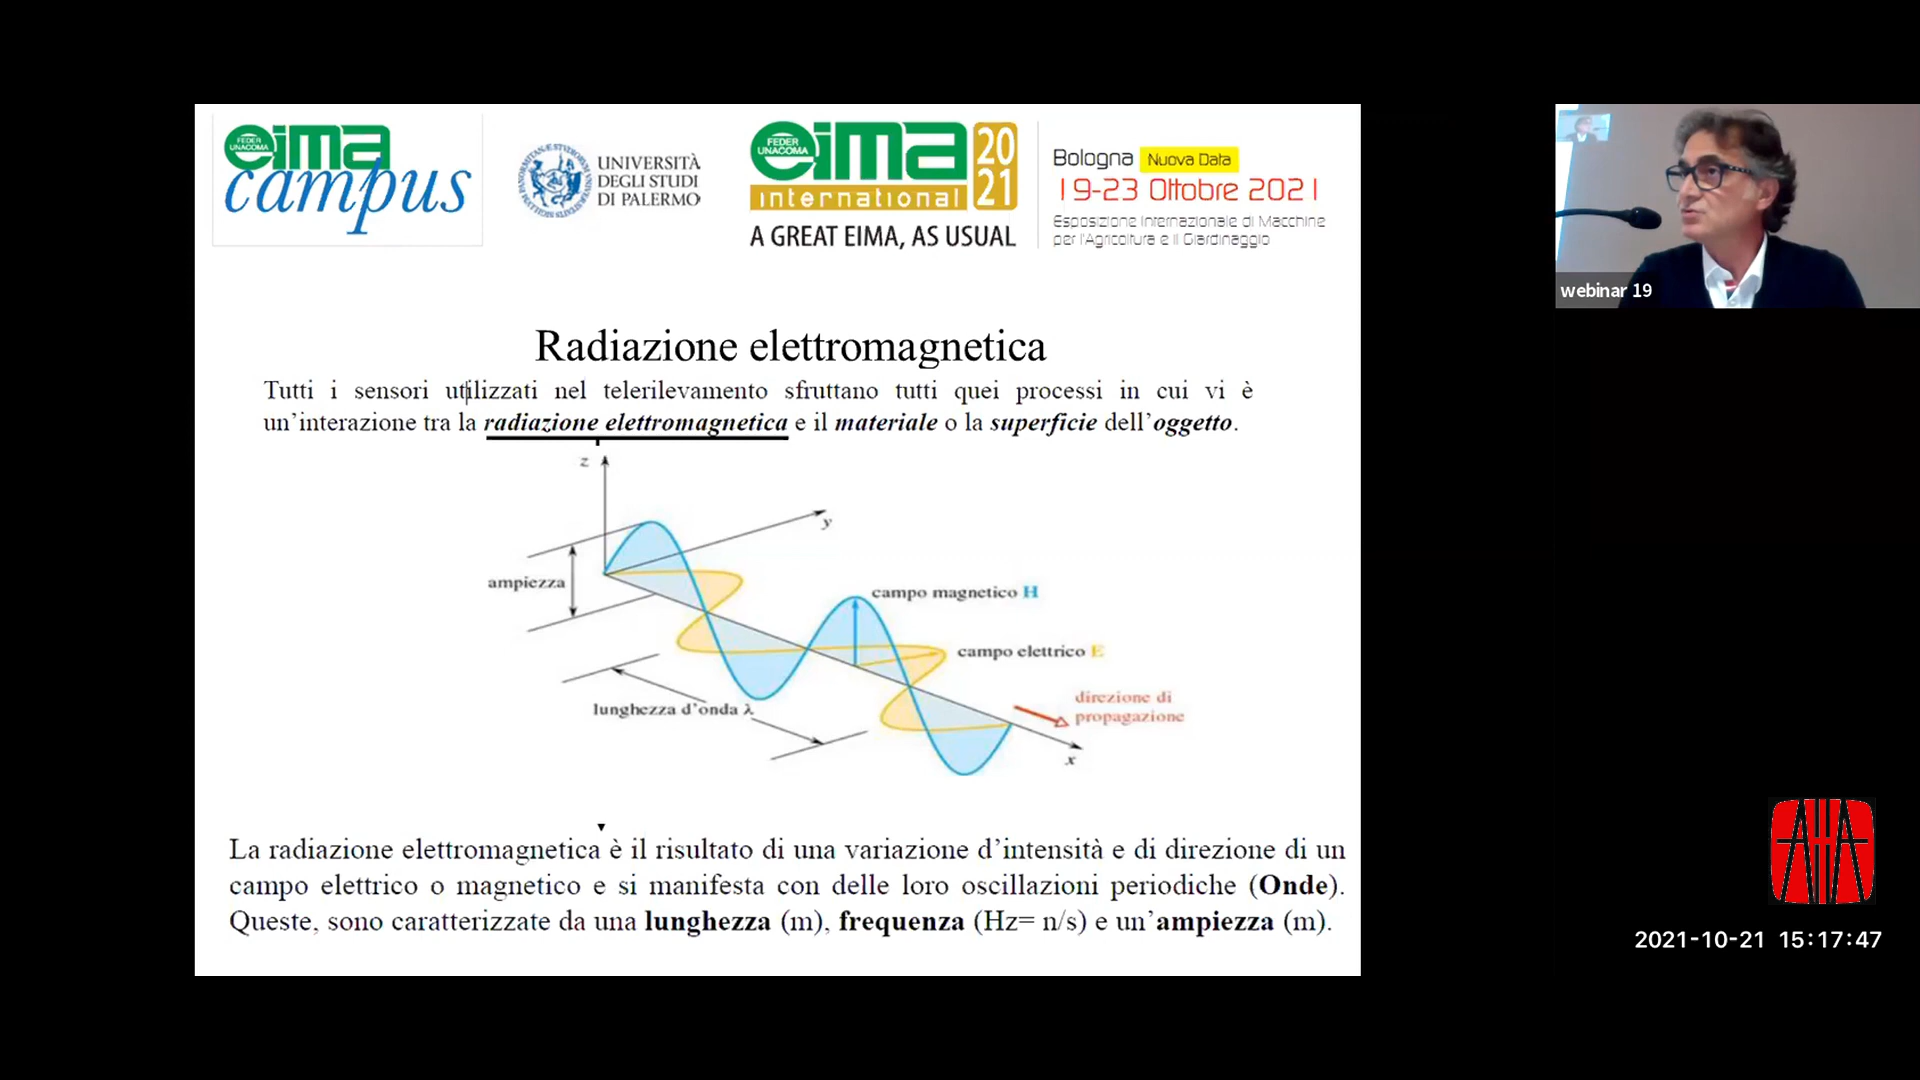 FEDER
UNACOMA
eima
campus
UNIVERSITÀ
DEGLI STUDI
DI PALERMO
FEDER
UNACOMA
eima
international
20
21
A GREAT EIMA, AS USUAL
Bologna Nuova Data
19-23 Ottobre 2021
Esposizione Internazionale di Macchine
per l'Agricoltura e il Giardinaggio
webinar 19
Radiazione elettromagnetica
Tutti i sensori utilizzati nel telerilevamento sfruttano tutti quei processi in cui vi è
un'interazione tra la radiazione elettromagnetica e il materiale o la superficie dell'oggetto.
z
y
ampiezza
campo magnetico H
campo elettrico E
direzione di
propagazione
lunghezza d'onda λ
x
La radiazione elettromagnetica è il risultato di una variazione d'intensità e di direzione di un
campo elettrico o magnetico e si manifesta con delle loro oscillazioni periodiche (Onde).
Queste, sono caratterizzate da una lunghezza (m), frequenza (Hz= n/s) e un'ampiezza (m).
2021-10-21 15:17:47